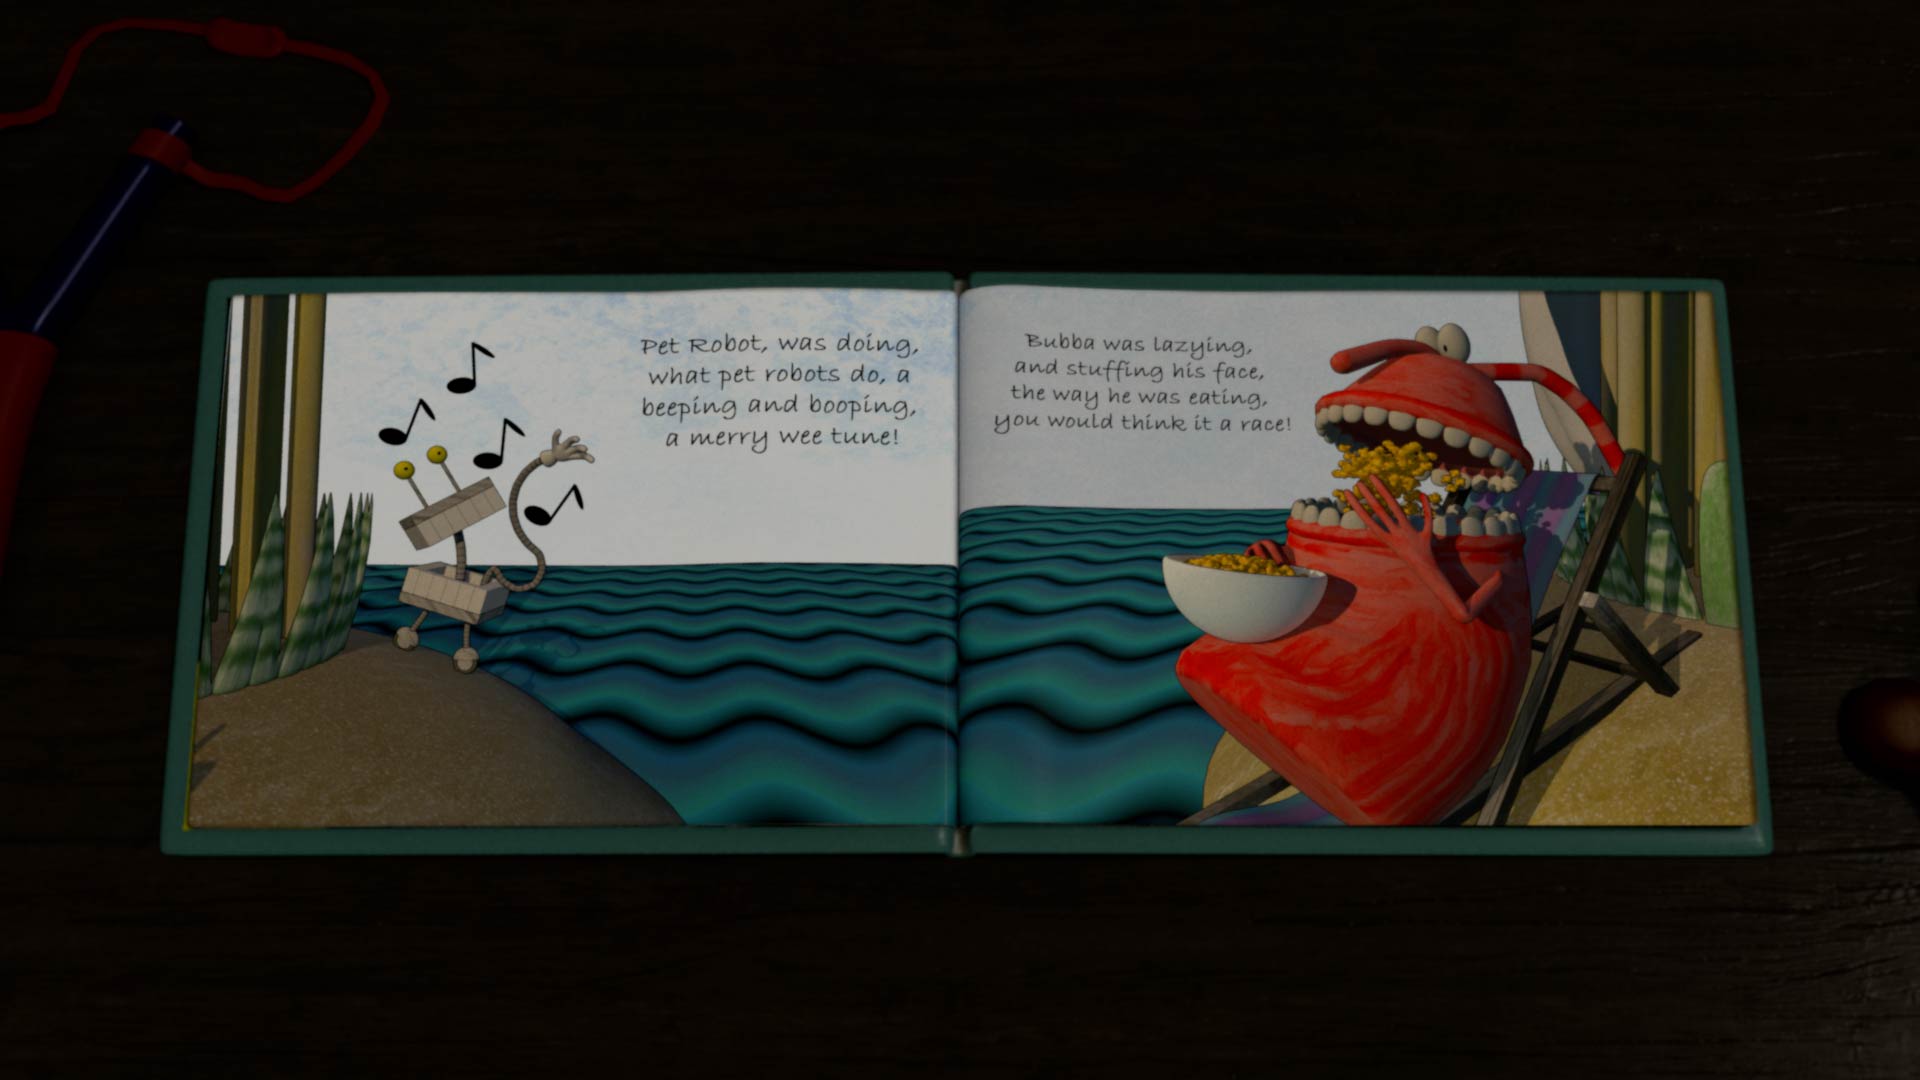 Pet Robot, was doing,
what pet robots do, a
beeping and booping,
a merry wee tune!
Bubba was lazying,
and stuffing his face,
the way he was eating,
you would think it a race!